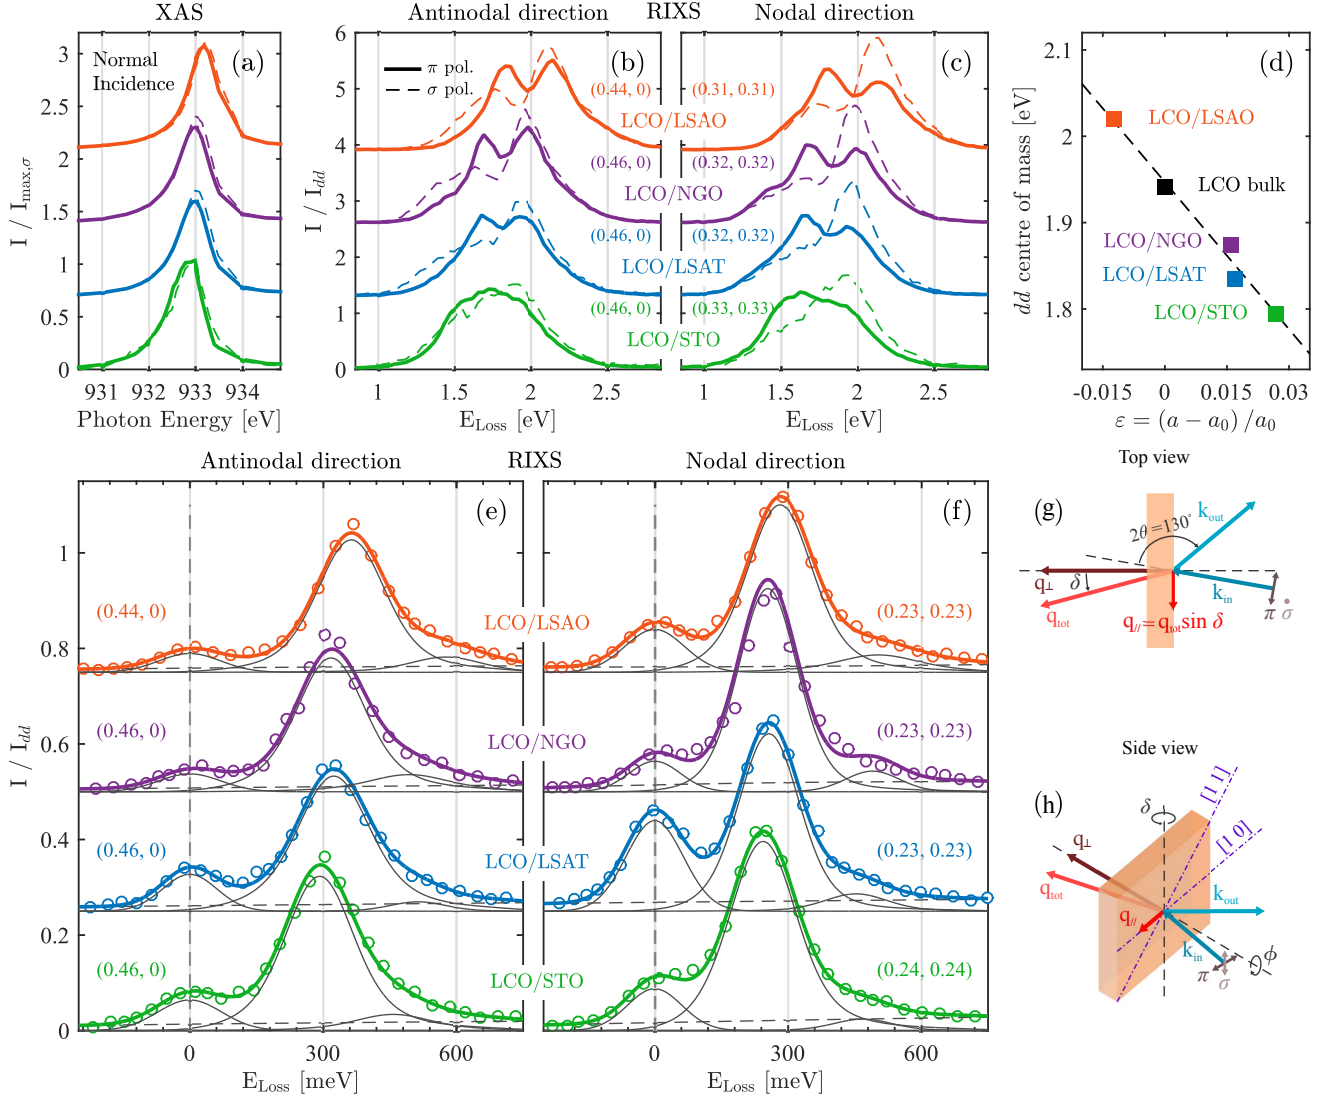 XAS
Antinodal direction RIXS Nodal direction
Normal
Incidence
(a)
3
2.5
2
1.5
1
0.5
0
I / I_max,σ
931 932 933 934
Photon Energy [eV]
(b)
π pol.
σ pol.
6
5
4
3
2
1
0
I / I_dd
(0.44, 0)
LCO/LSAO
(0.46, 0)
LCO/NGO
(0.46, 0)
LCO/LSAT
(0.46, 0)
LCO/STO
1 1.5 2 2.5
E_Loss [eV]
(c)
(0.31, 0.31)
(0.32, 0.32)
(0.32, 0.32)
(0.33, 0.33)
1 1.5 2 2.5
E_Loss [eV]
(d)
2.1
2
1.9
1.8
dd centre of mass [eV]
LCO/LSAO
LCO bulk
LCO/NGO
LCO/LSAT
LCO/STO
-0.015 0 0.015 0.03
ε = (a − a₀) /a₀
Antinodal direction RIXS Nodal direction
(e)
1
0.8
0.6
0.4
0.2
0
I / I_dd
(0.44, 0)
LCO/LSAO
(0.46, 0)
LCO/NGO
(0.46, 0)
LCO/LSAT
(0.46, 0)
LCO/STO
0 300 600
E_Loss [meV]
(f)
(0.23, 0.23)
(0.23, 0.23)
(0.23, 0.23)
(0.24, 0.24)
0 300 600
E_Loss [meV]
Top view
(g)
k_out
2θ=130°
q_⊥
δ
q_tot
k_in
π σ
q_//=q_tot sin δ
Side view
(h)
δ
[1 1]
[1 0]
q_⊥
q_tot
q_//
k_out
k_in
π
σ
ϕ